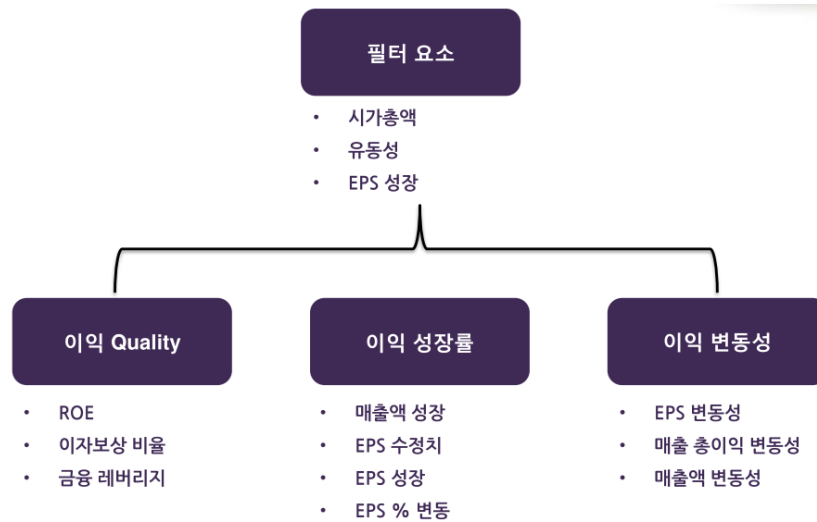 필터 요소
• 시가총액
• 유동성
• EPS 성장
이익 Quality
• ROE
• 이자보상 비율
• 금융 레버리지
이익 성장률
• 매출액 성장
• EPS 수정치
• EPS 성장
• EPS % 변동
이익 변동성
• EPS 변동성
• 매출 총이익 변동성
• 매출액 변동성